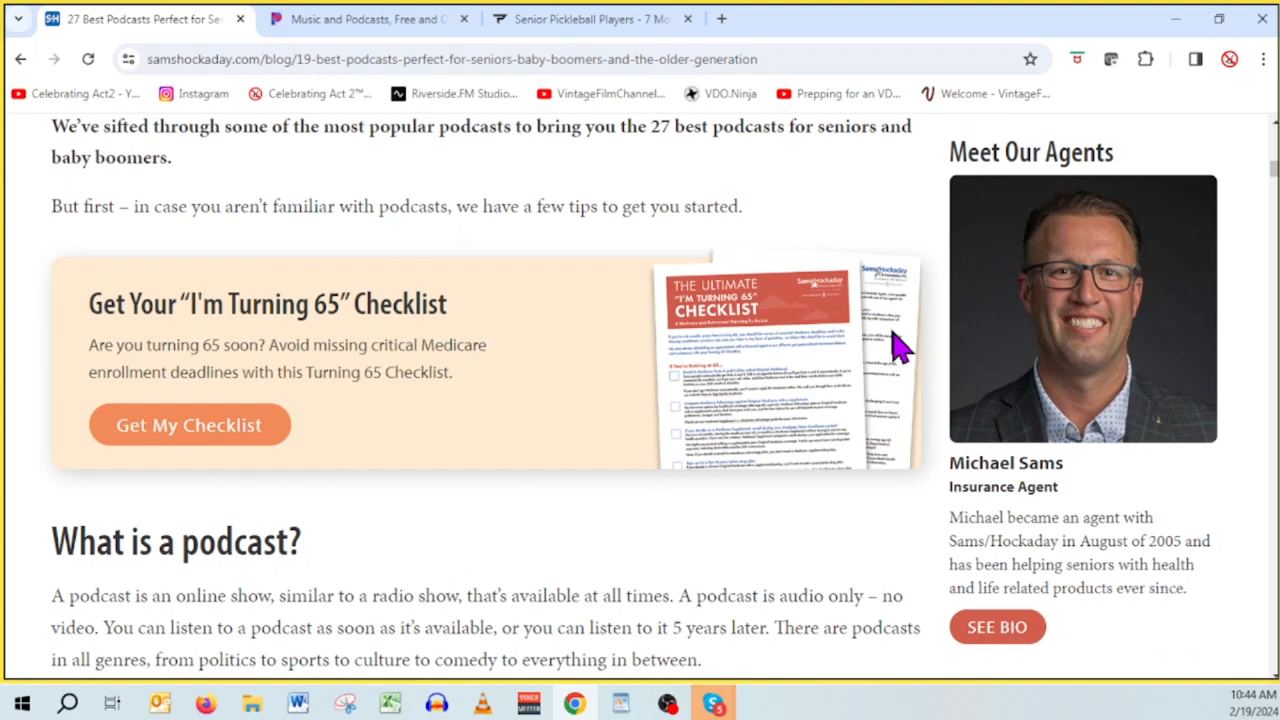 27 Best Podcasts Perfect for Se
Music and Podcasts, Free and O
Senior Pickleball Players - 7 Mo
samshockaday.com/blog/19-best-podcasts-perfect-for-seniors-baby-boomers-and-the-older-generation
Celebrating Act2 - Y...
Instagram
Celebrating Act 2™...
Riverside.FM Studio...
VintageFilmChannel...
VDO.Ninja
Prepping for an VD...
Welcome - VintageF...
We've sifted through some of the most popular podcasts to bring you the 27 best podcasts for seniors and
baby boomers.
But first – in case you aren't familiar with podcasts, we have a few tips to get you started.
Get Your "I'm Turning 65" Checklist
Are you turning 65 soon? Avoid missing critical Medicare
enrollment deadlines with this Turning 65 Checklist.
Get My Checklist
THE ULTIMATE
"I'M TURNING 65"
CHECKLIST
Sams/Hockaday
Sams/Hockaday
What is a podcast?
A podcast is an online show, similar to a radio show, that's available at all times. A podcast is audio only – no
video. You can listen to a podcast as soon as it's available, or you can listen to it 5 years later. There are podcasts
in all genres, from politics to sports to culture to comedy to everything in between.
Meet Our Agents
Michael Sams
Insurance Agent
Michael became an agent with
Sams/Hockaday in August of 2005 and
has been helping seniors with health
and life related products ever since.
SEE BIO
5
10:44 AM
2/19/2024